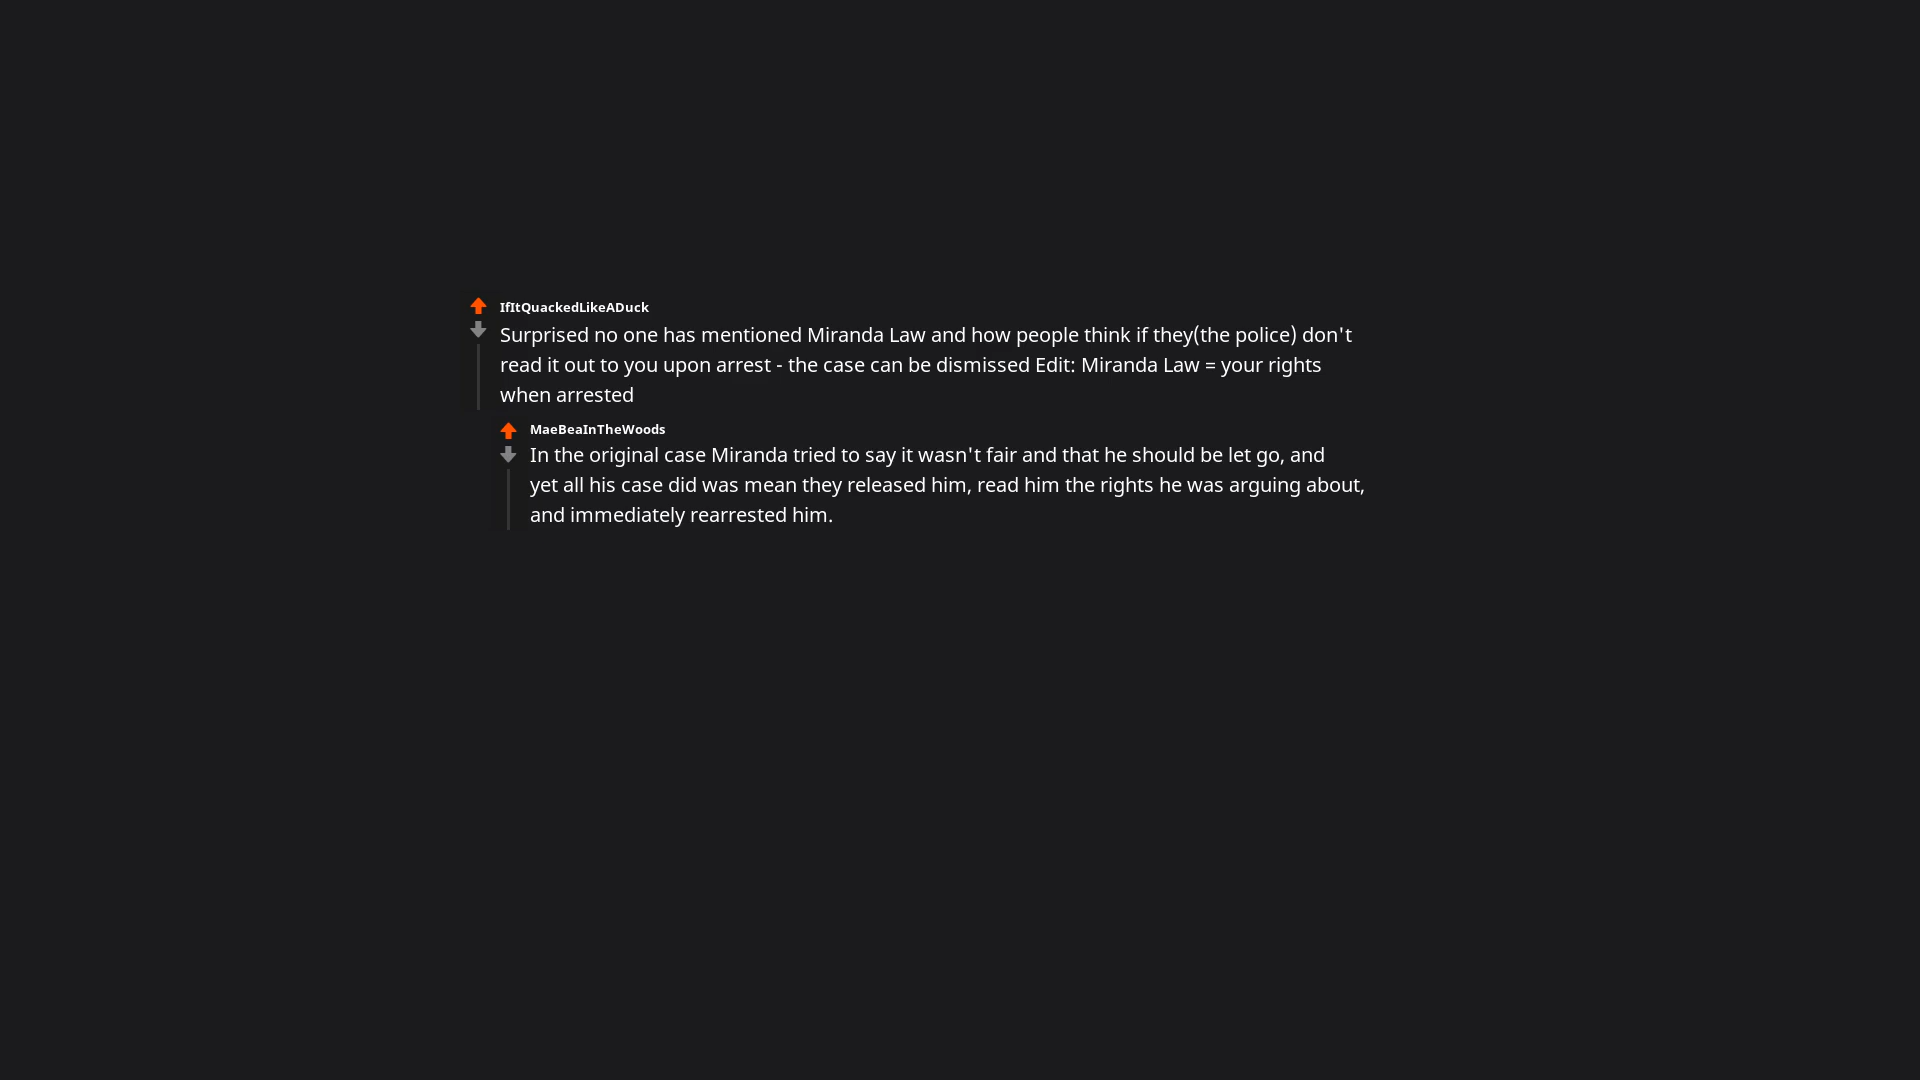 IfItQuackedLikeADuck
Surprised no one has mentioned Miranda Law and how people think if they(the police) don't
read it out to you upon arrest - the case can be dismissed Edit: Miranda Law = your rights
when arrested
MaeBeaInTheWoods
In the original case Miranda tried to say it wasn't fair and that he should be let go, and
yet all his case did was mean they released him, read him the rights he was arguing about,
and immediately rearrested him.